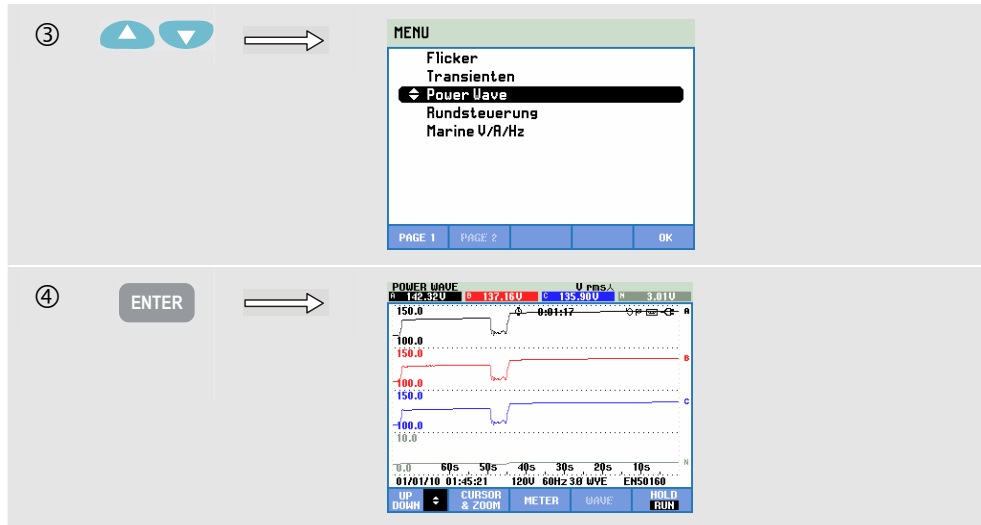 ③
MENU
Flicker
Transienten
Power Wave
Rundsteuerung
Marine V/A/Hz
PAGE 1 PAGE 2 OK
④ ENTER
POWER WAVE V rms
A 142.32V B 137.16V C 135.90V N 3.01V
150.0 0:01:17 A
100.0
150.0
B
100.0
150.0
C
100.0
10.0
0.0 N
60s 50s 40s 30s 20s 10s
01/01/10 01:45:21 120V 60Hz 3Ø WYE EN50160
UP DOWN CURSOR & ZOOM METER WAVE HOLD RUN